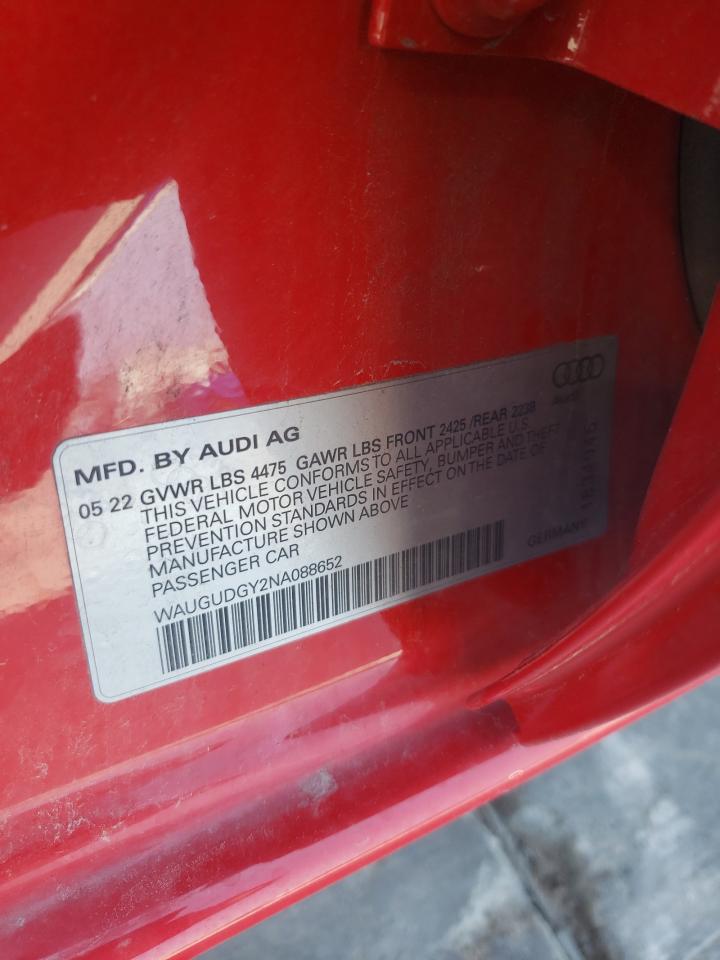 Audi
MFD. BY AUDI AG
05 22 GVWR LBS 4475 GAWR LBS FRONT 2425 /REAR 2238
THIS VEHICLE CONFORMS TO ALL APPLICABLE U.S.
FEDERAL MOTOR VEHICLE SAFETY, BUMPER AND THEFT
PREVENTION STANDARDS IN EFFECT ON THE DATE OF
MANUFACTURE SHOWN ABOVE
PASSENGER CAR
WAUGUDGY2NA088652
GERMANY